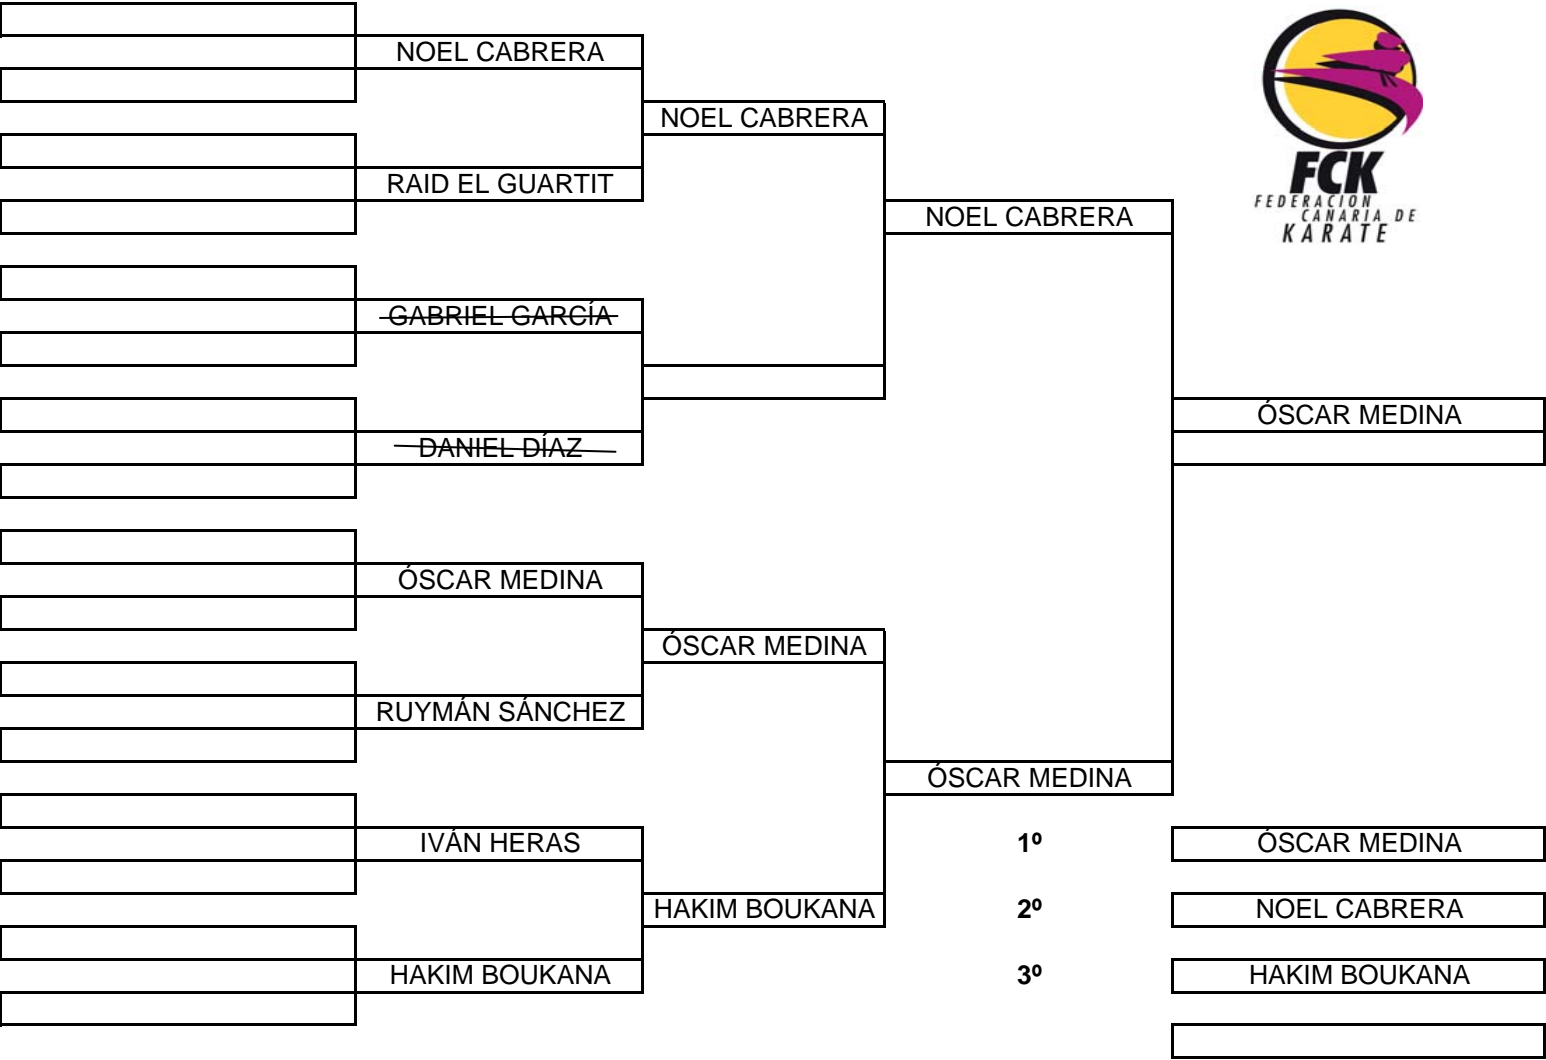 NOEL CABRERA
NOEL CABRERA
RAID EL GUARTIT
NOEL CABRERA
GABRIEL GARCÍA
ÓSCAR MEDINA
DANIEL DÍAZ
ÓSCAR MEDINA
ÓSCAR MEDINA
RUYMÁN SÁNCHEZ
ÓSCAR MEDINA
IVÁN HERAS
1º ÓSCAR MEDINA
HAKIM BOUKANA
2º NOEL CABRERA
HAKIM BOUKANA
3º HAKIM BOUKANA
FCK
FEDERACION
CANARIA DE
KARATE